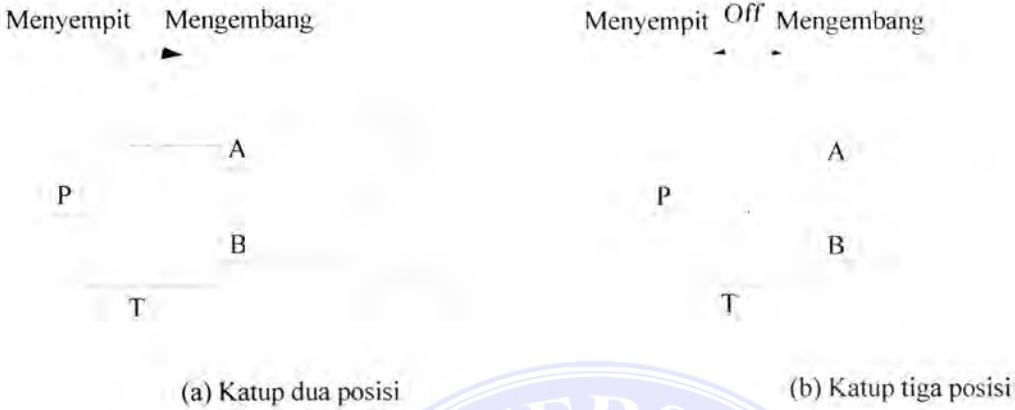 Menyempit Mengembang
A
P
B
T
(a) Katup dua posisi
Menyempit Off Mengembang
A
P
B
T
(b) Katup tiga posisi